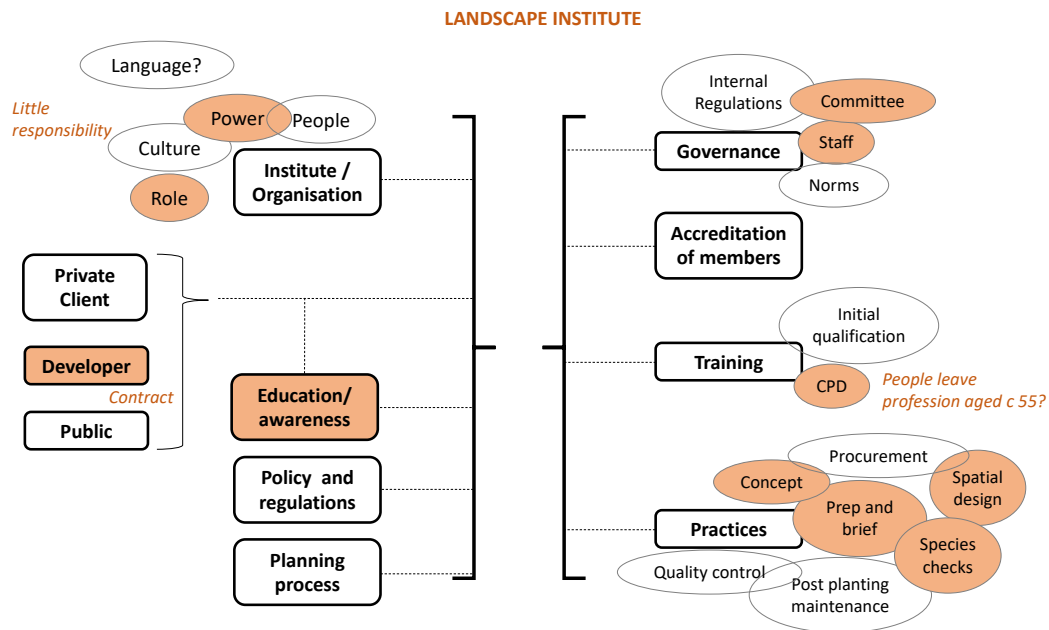 LANDSCAPE INSTITUTE
Language?
Little
responsibility
Power
People
Culture
Role
Institute /
Organisation
Private
Client
Developer
Contract
Public
Education/
awareness
Policy and
regulations
Planning
process
Internal
Regulations
Committee
Staff
Governance
Norms
Accreditation
of members
Initial
qualification
Training
CPD
People leave
profession aged c 55?
Procurement
Concept
Spatial
design
Prep and
brief
Practices
Species
checks
Quality control
Post planting
maintenance